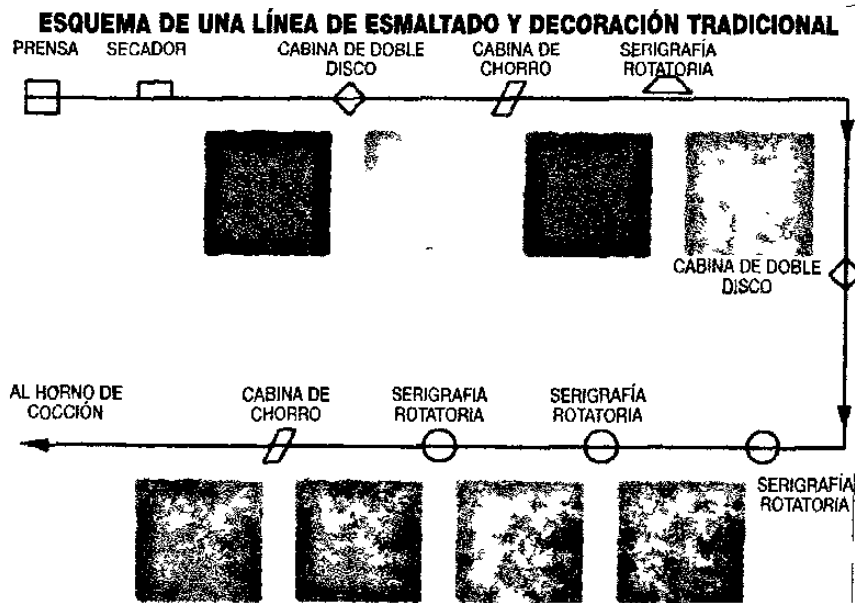 ESQUEMA DE UNA LÍNEA DE ESMALTADO Y DECORACIÓN TRADICIONAL
PRENSA
SECADOR
CABINA DE DOBLE
DISCO
CABINA DE
CHORRO
SERIGRAFÍA
ROTATORIA
CABINA DE DOBLE
DISCO
AL HORNO DE
COCCIÓN
CABINA DE
CHORRO
SERIGRAFIA
ROTATORIA
SERIGRAFÍA
ROTATORIA
SERIGRAFÍA
ROTATORIA